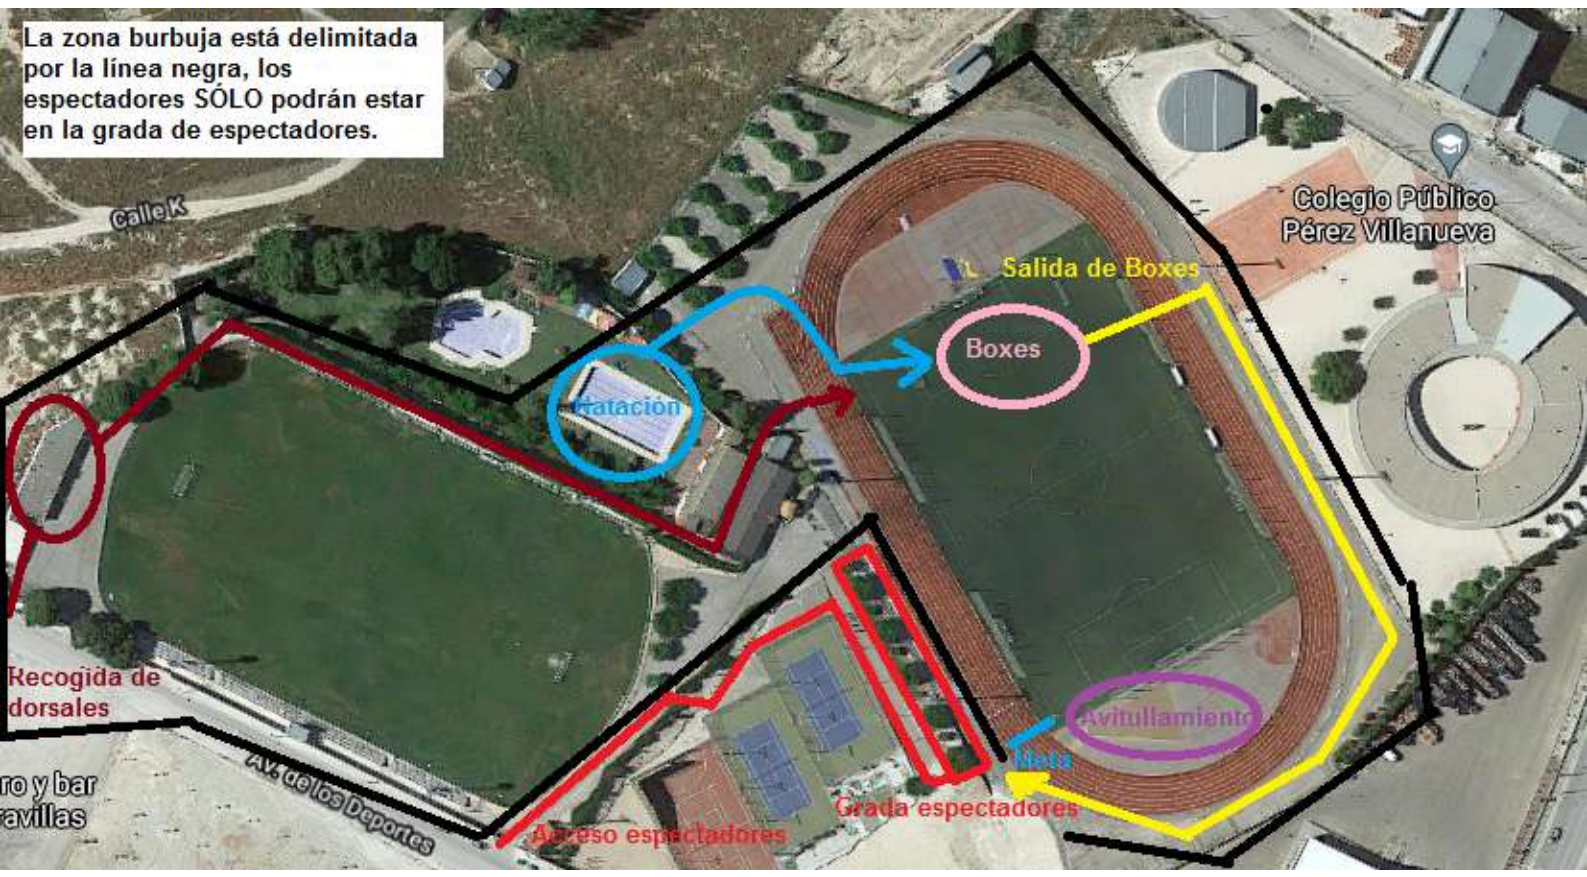 La zona burbuja está delimitada
por la línea negra, los
espectadores SÓLO podrán estar
en la grada de espectadores.
Calle K
Colegio Público
Pérez Villanueva
Salida de Boxes
Boxes
Natación
Recogida de
dorsales
Avitullamiento
Meta
Grada espectadores
Acceso espectadores
Av. de los Deportes
ro y bar
ravillas